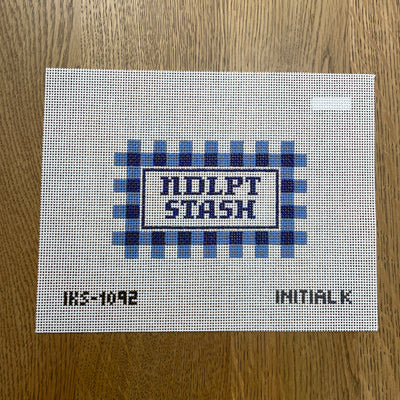 NDLPT
STASH
IKS-1092
INITIAL K